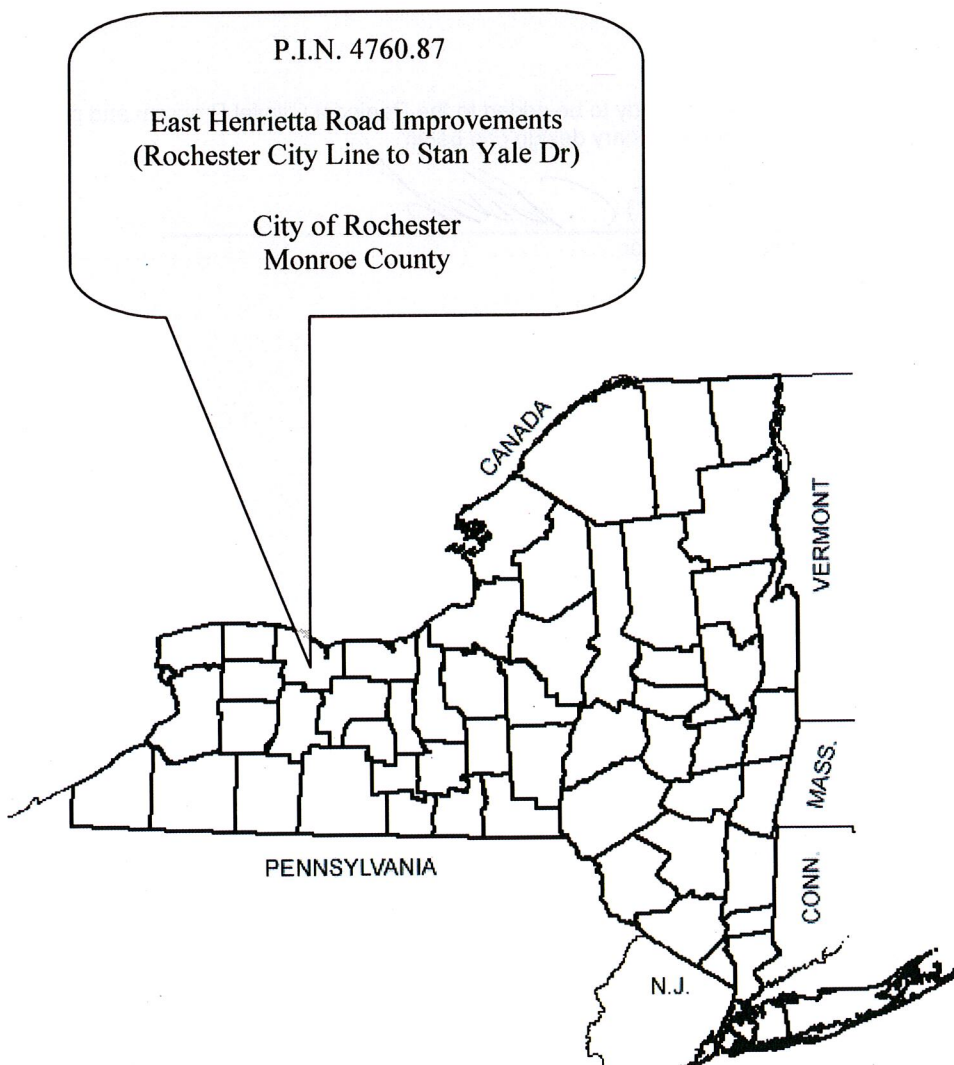 P.I.N. 4760.87
East Henrietta Road Improvements
(Rochester City Line to Stan Yale Dr)
City of Rochester
Monroe County
CANADA
VERMONT
MASS.
PENNSYLVANIA
CONN.
N.J.